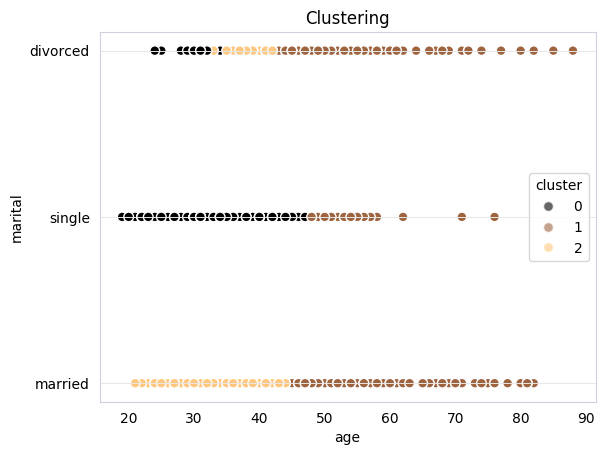 Clustering
divorced
single
married
marital
cluster
0
1
2
20 30 40 50 60 70 80 90
age